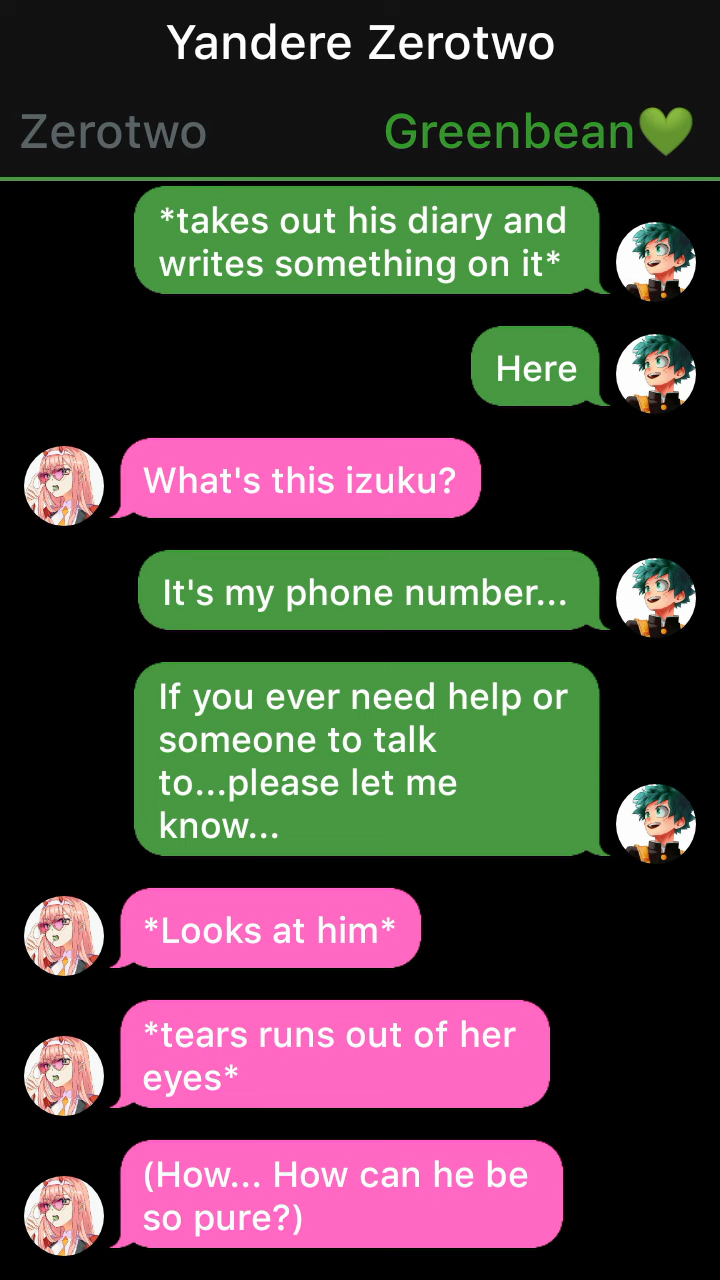 Yandere Zerotwo
Zerotwo
Greenbean💚
*takes out his diary and
writes something on it*
Here
What's this izuku?
It's my phone number...
If you ever need help or
someone to talk
to...please let me
know...
*Looks at him*
*tears runs out of her
eyes*
(How... How can he be
so pure?)